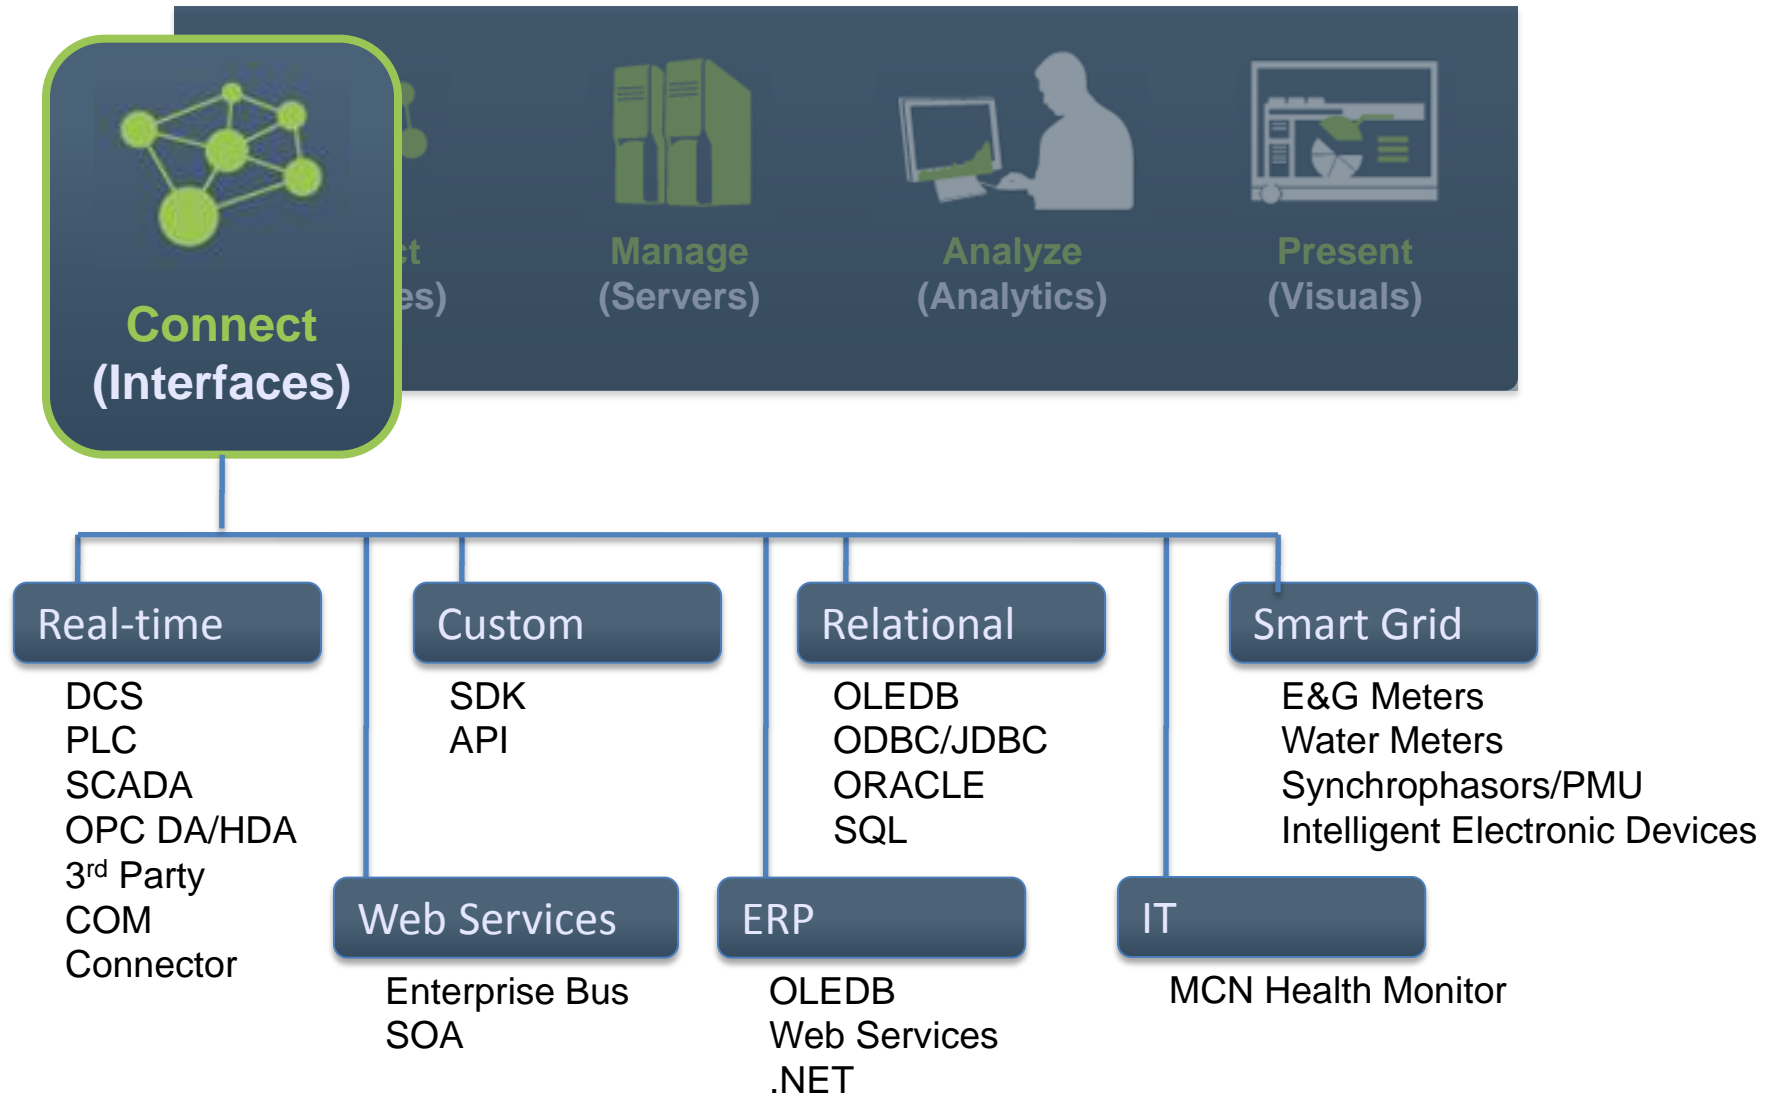 Connect
(Interfaces)
ct
es)
Manage
(Servers)
Analyze
(Analytics)
Present
(Visuals)
Real-time
DCS
PLC
SCADA
OPC DA/HDA
3rd Party
COM
Connector
Web Services
Enterprise Bus
SOA
Custom
SDK
API
ERP
OLEDB
Web Services
.NET
Relational
OLEDB
ODBC/JDBC
ORACLE
SQL
IT
MCN Health Monitor
Smart Grid
E&G Meters
Water Meters
Synchrophasors/PMU
Intelligent Electronic Devices